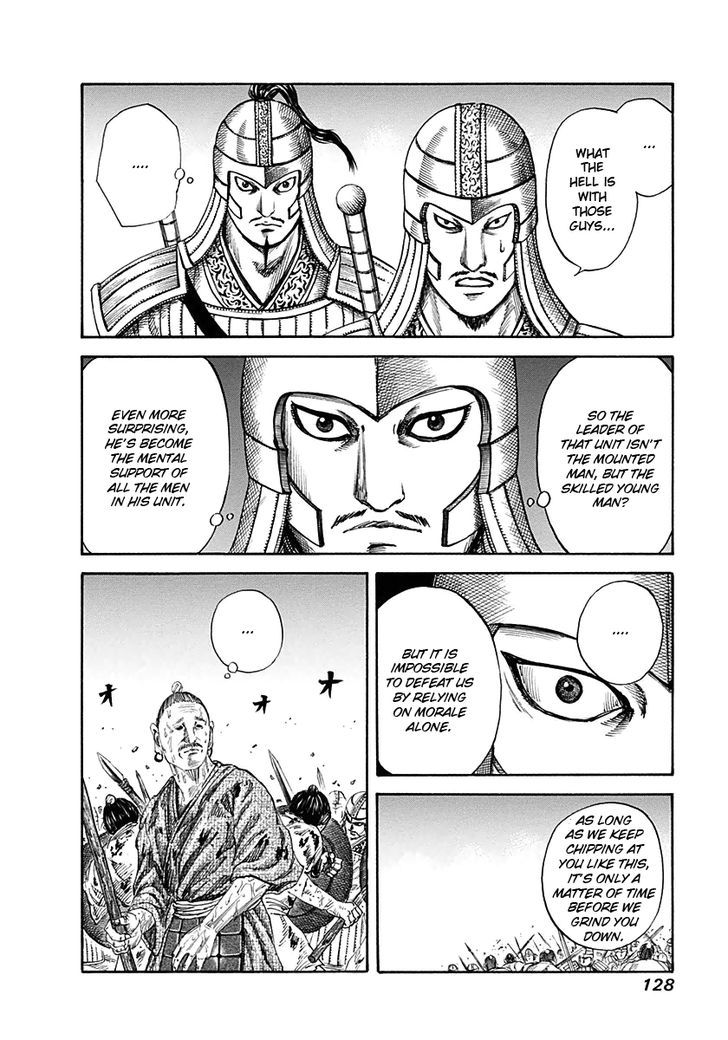 ...
WHAT
THE
HELL IS
WITH
THOSE
GUYS...
....
SO THE
LEADER OF
THAT UNIT ISN'T
THE MOUNTED
MAN, BUT THE
SKILLED YOUNG
MAN?
EVEN MORE
SURPRISING,
HE'S BECOME
THE MENTAL
SUPPORT OF
ALL THE MEN
IN HIS UNIT.
....
BUT IT IS
IMPOSSIBLE
TO DEFEAT US
BY RELYING
ON MORALE
ALONE.
...
オ
オ
AS LONG
AS WE KEEP
CHIPPING AT
YOU LIKE THIS,
IT'S ONLY A
MATTER OF TIME
BEFORE WE
GRIND YOU
DOWN.
128